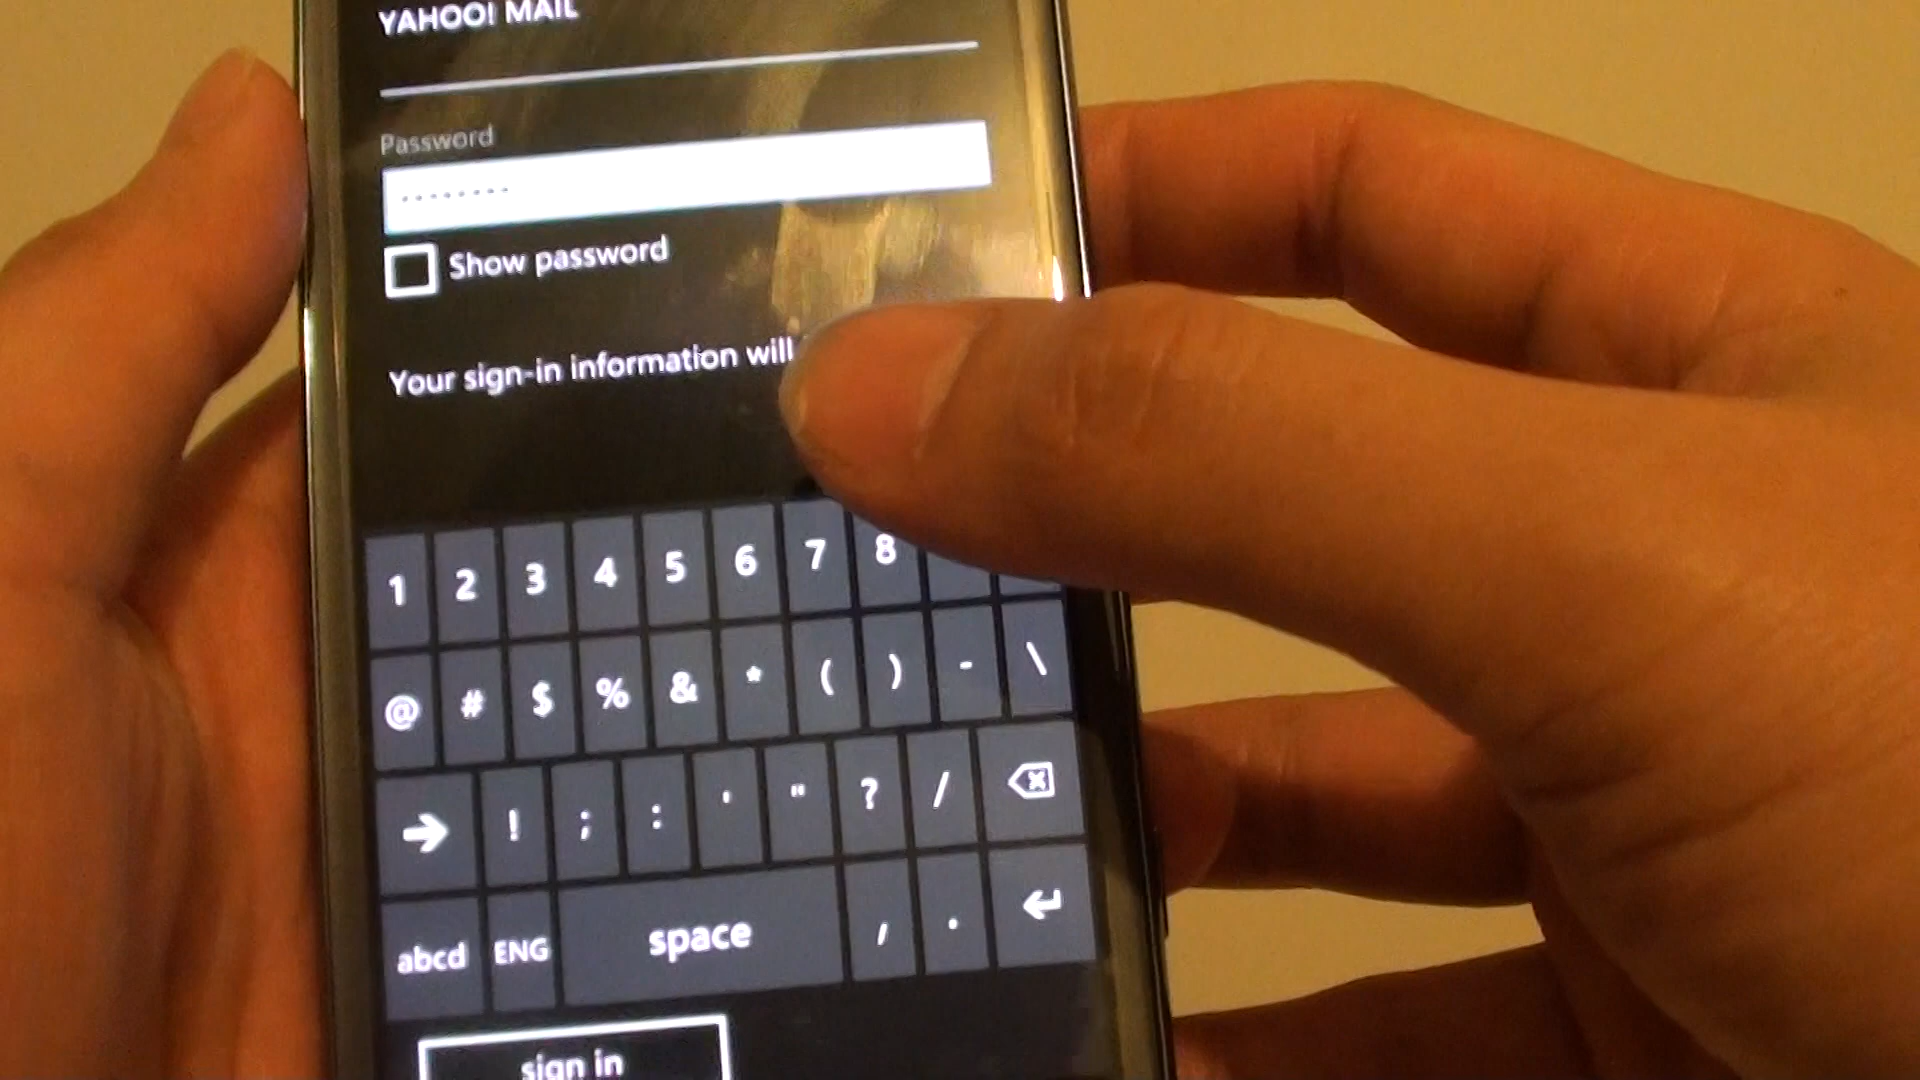 YAHOO! MAIL
Password
••••••••
Show password
Your sign-in information will
1 2 3 4 5 6 7 8
@ # $ % & * ( ) - \
→ ! ; : ' " ? /
abcd ENG space , . ↵
sign in